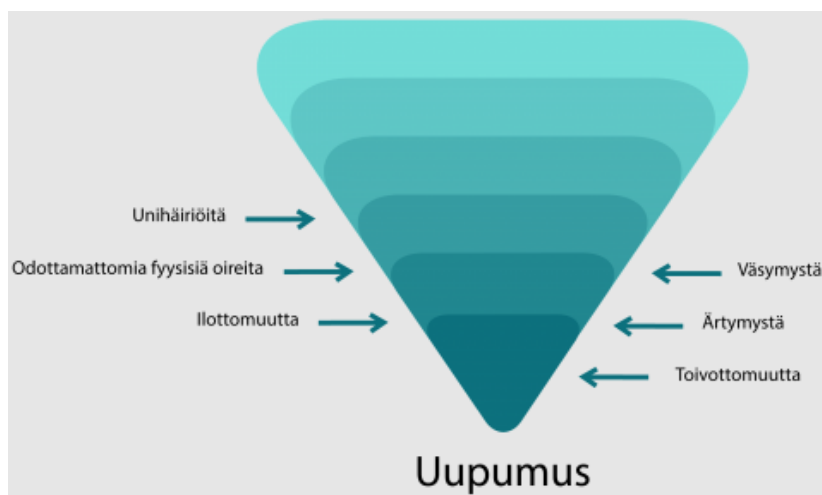 Unihäiriöitä
Odottamattomia fyysisiä oireita
Väsymystä
Ilottomuutta
Ärtymystä
Toivottomuutta
Uupumus